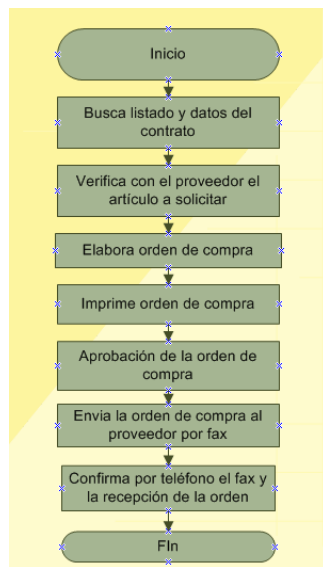 Inicio
Busca listado y datos del
contrato
Verifica con el proveedor el
artículo a solicitar
Elabora orden de compra
Imprime orden de compra
Aprobación de la orden de
compra
Envia la orden de compra al
proveedor por fax
Confirma por teléfono el fax y
la recepción de la orden
FIn